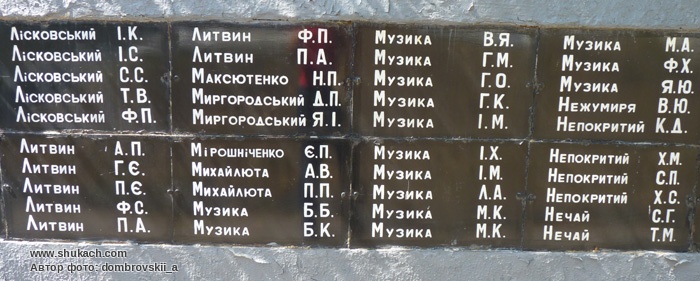 Лісковський І.К.
Лісковський І.С.
Лісковський С.С.
Лісковський Т.В.
Лісковський Ф.П.
Литвин Ф.П.
Литвин П.А.
Максютенко Н.П.
Миргородський Д.П.
Миргородський Я.І.
Музика В.Я.
Музика Г.М.
Музика Г.О.
Музика Г.К.
Музика І.М.
Музика М.А.
Музика Ф.Х.
Музика Я.Ю.
Нежумиря В.Ю.
Непокритий К.Д.
Литвин А.П.
Литвин Г.Є.
Литвин П.Є.
Литвин Ф.С.
Литвин П.А.
Мірошніченко Є.П.
Михайлюта А.В.
Михайлюта П.П.
Музика Б.Б.
Музика Б.К.
Музика І.Х.
Музика І.М.
Музика Л.А.
Музика М.К.
Музика М.К.
Непокритий Х.М.
Непокритий С.П.
Непокритий Х.С.
Нечай С.Г.
Нечай Т.М.
www.shukach.com
Автор фото: dombrovskii_a